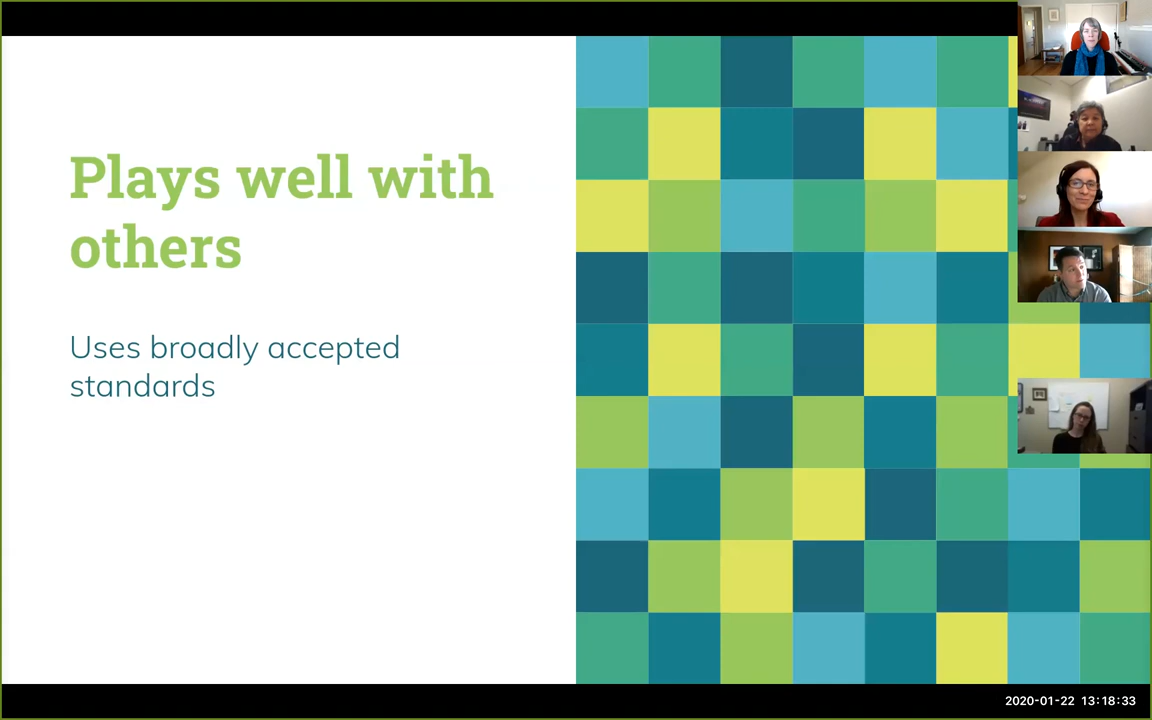 Plays well with
others
Uses broadly accepted
standards
2020-01-22 13:18:33